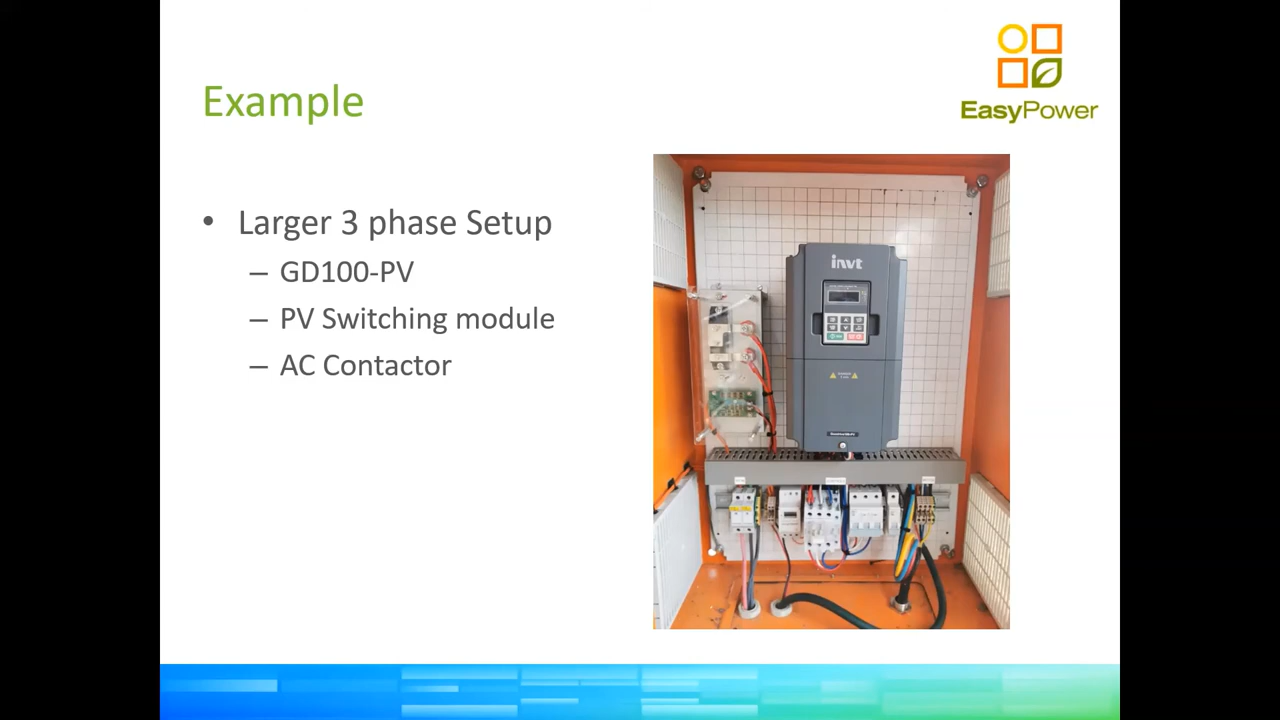 EasyPower
Example
• Larger 3 phase Setup
– GD100-PV
– PV Switching module
– AC Contactor
invt